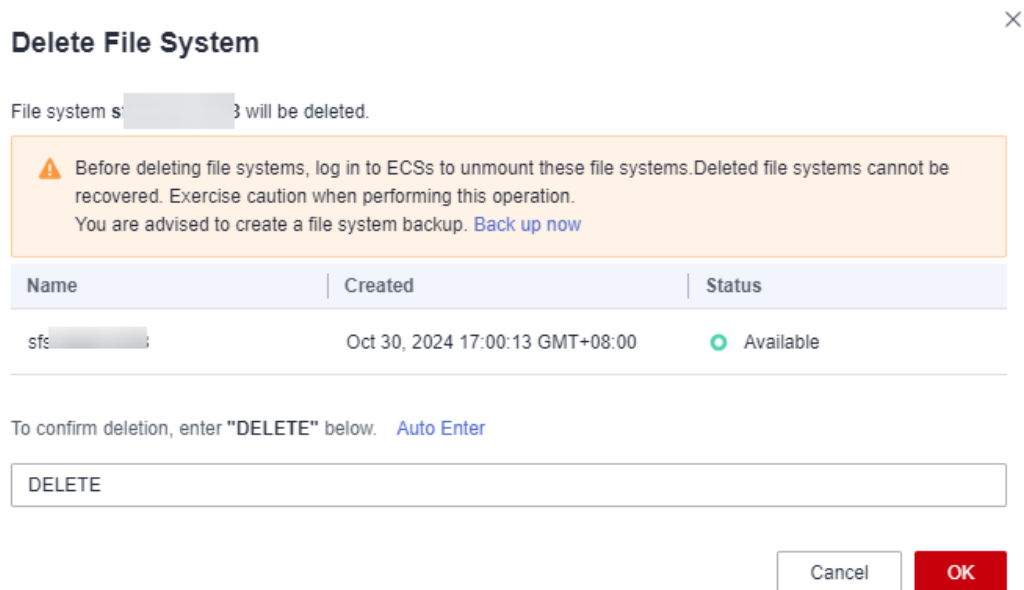 Delete File System
File system s 3 will be deleted.
Before deleting file systems, log in to ECSs to unmount these file systems.Deleted file systems cannot be
recovered. Exercise caution when performing this operation.
You are advised to create a file system backup. Back up now
Name Created Status
sfs Oct 30, 2024 17:00:13 GMT+08:00 Available
To confirm deletion, enter "DELETE" below. Auto Enter
DELETE
Cancel OK